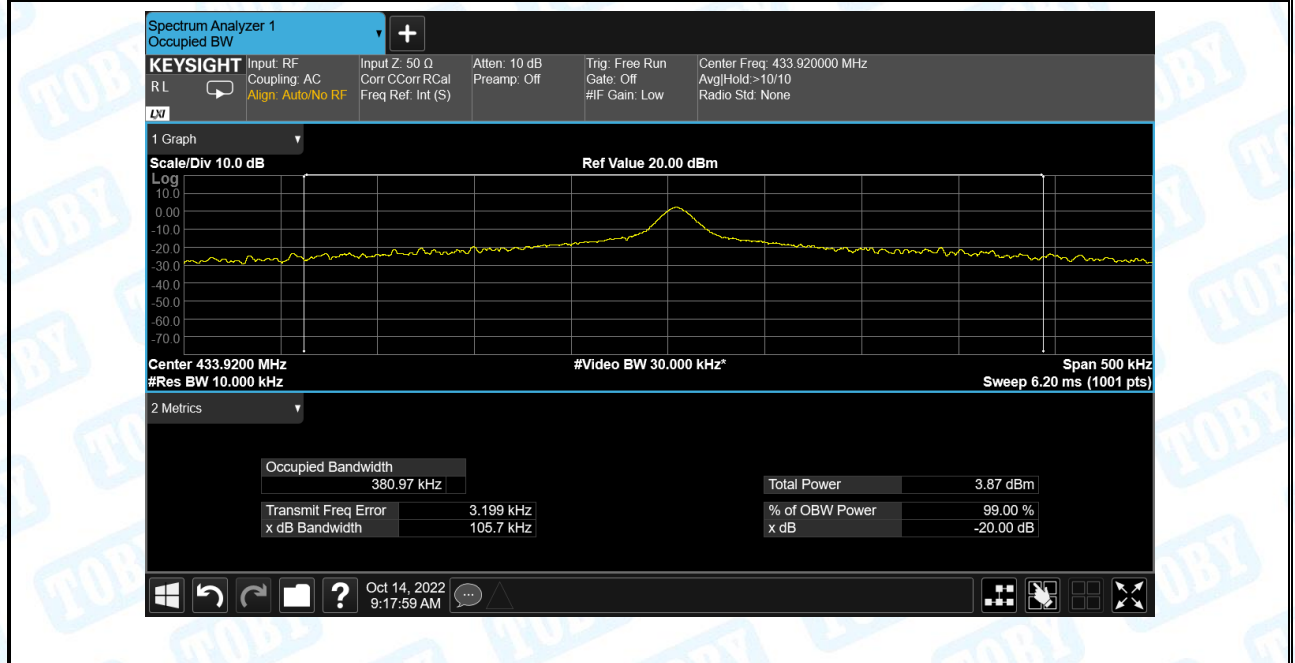 Spectrum Analyzer 1
Occupied BW
+
KEYSIGHT
R L
LXI
Input: RF
Coupling: AC
Align: Auto/No RF
Input Z: 50 Ω
Corr CCorr RCal
Freq Ref: Int (S)
Atten: 10 dB
Preamp: Off
Trig: Free Run
Gate: Off
#IF Gain: Low
Center Freq: 433.920000 MHz
Avg|Hold:>10/10
Radio Std: None
1 Graph
Scale/Div 10.0 dB
Ref Value 20.00 dBm
Log
10.0
0.00
-10.0
-20.0
-30.0
-40.0
-50.0
-60.0
-70.0
Center 433.9200 MHz
#Video BW 30.000 kHz*
Span 500 kHz
#Res BW 10.000 kHz
Sweep 6.20 ms (1001 pts)
2 Metrics
Occupied Bandwidth
380.97 kHz
Total Power 3.87 dBm
Transmit Freq Error 3.199 kHz
% of OBW Power 99.00 %
x dB Bandwidth 105.7 kHz
x dB -20.00 dB
?
Oct 14, 2022
9:17:59 AM
TOBY
TOBY
TOBY
TOBY
TOBY
TOBY
TOBY
TOBY